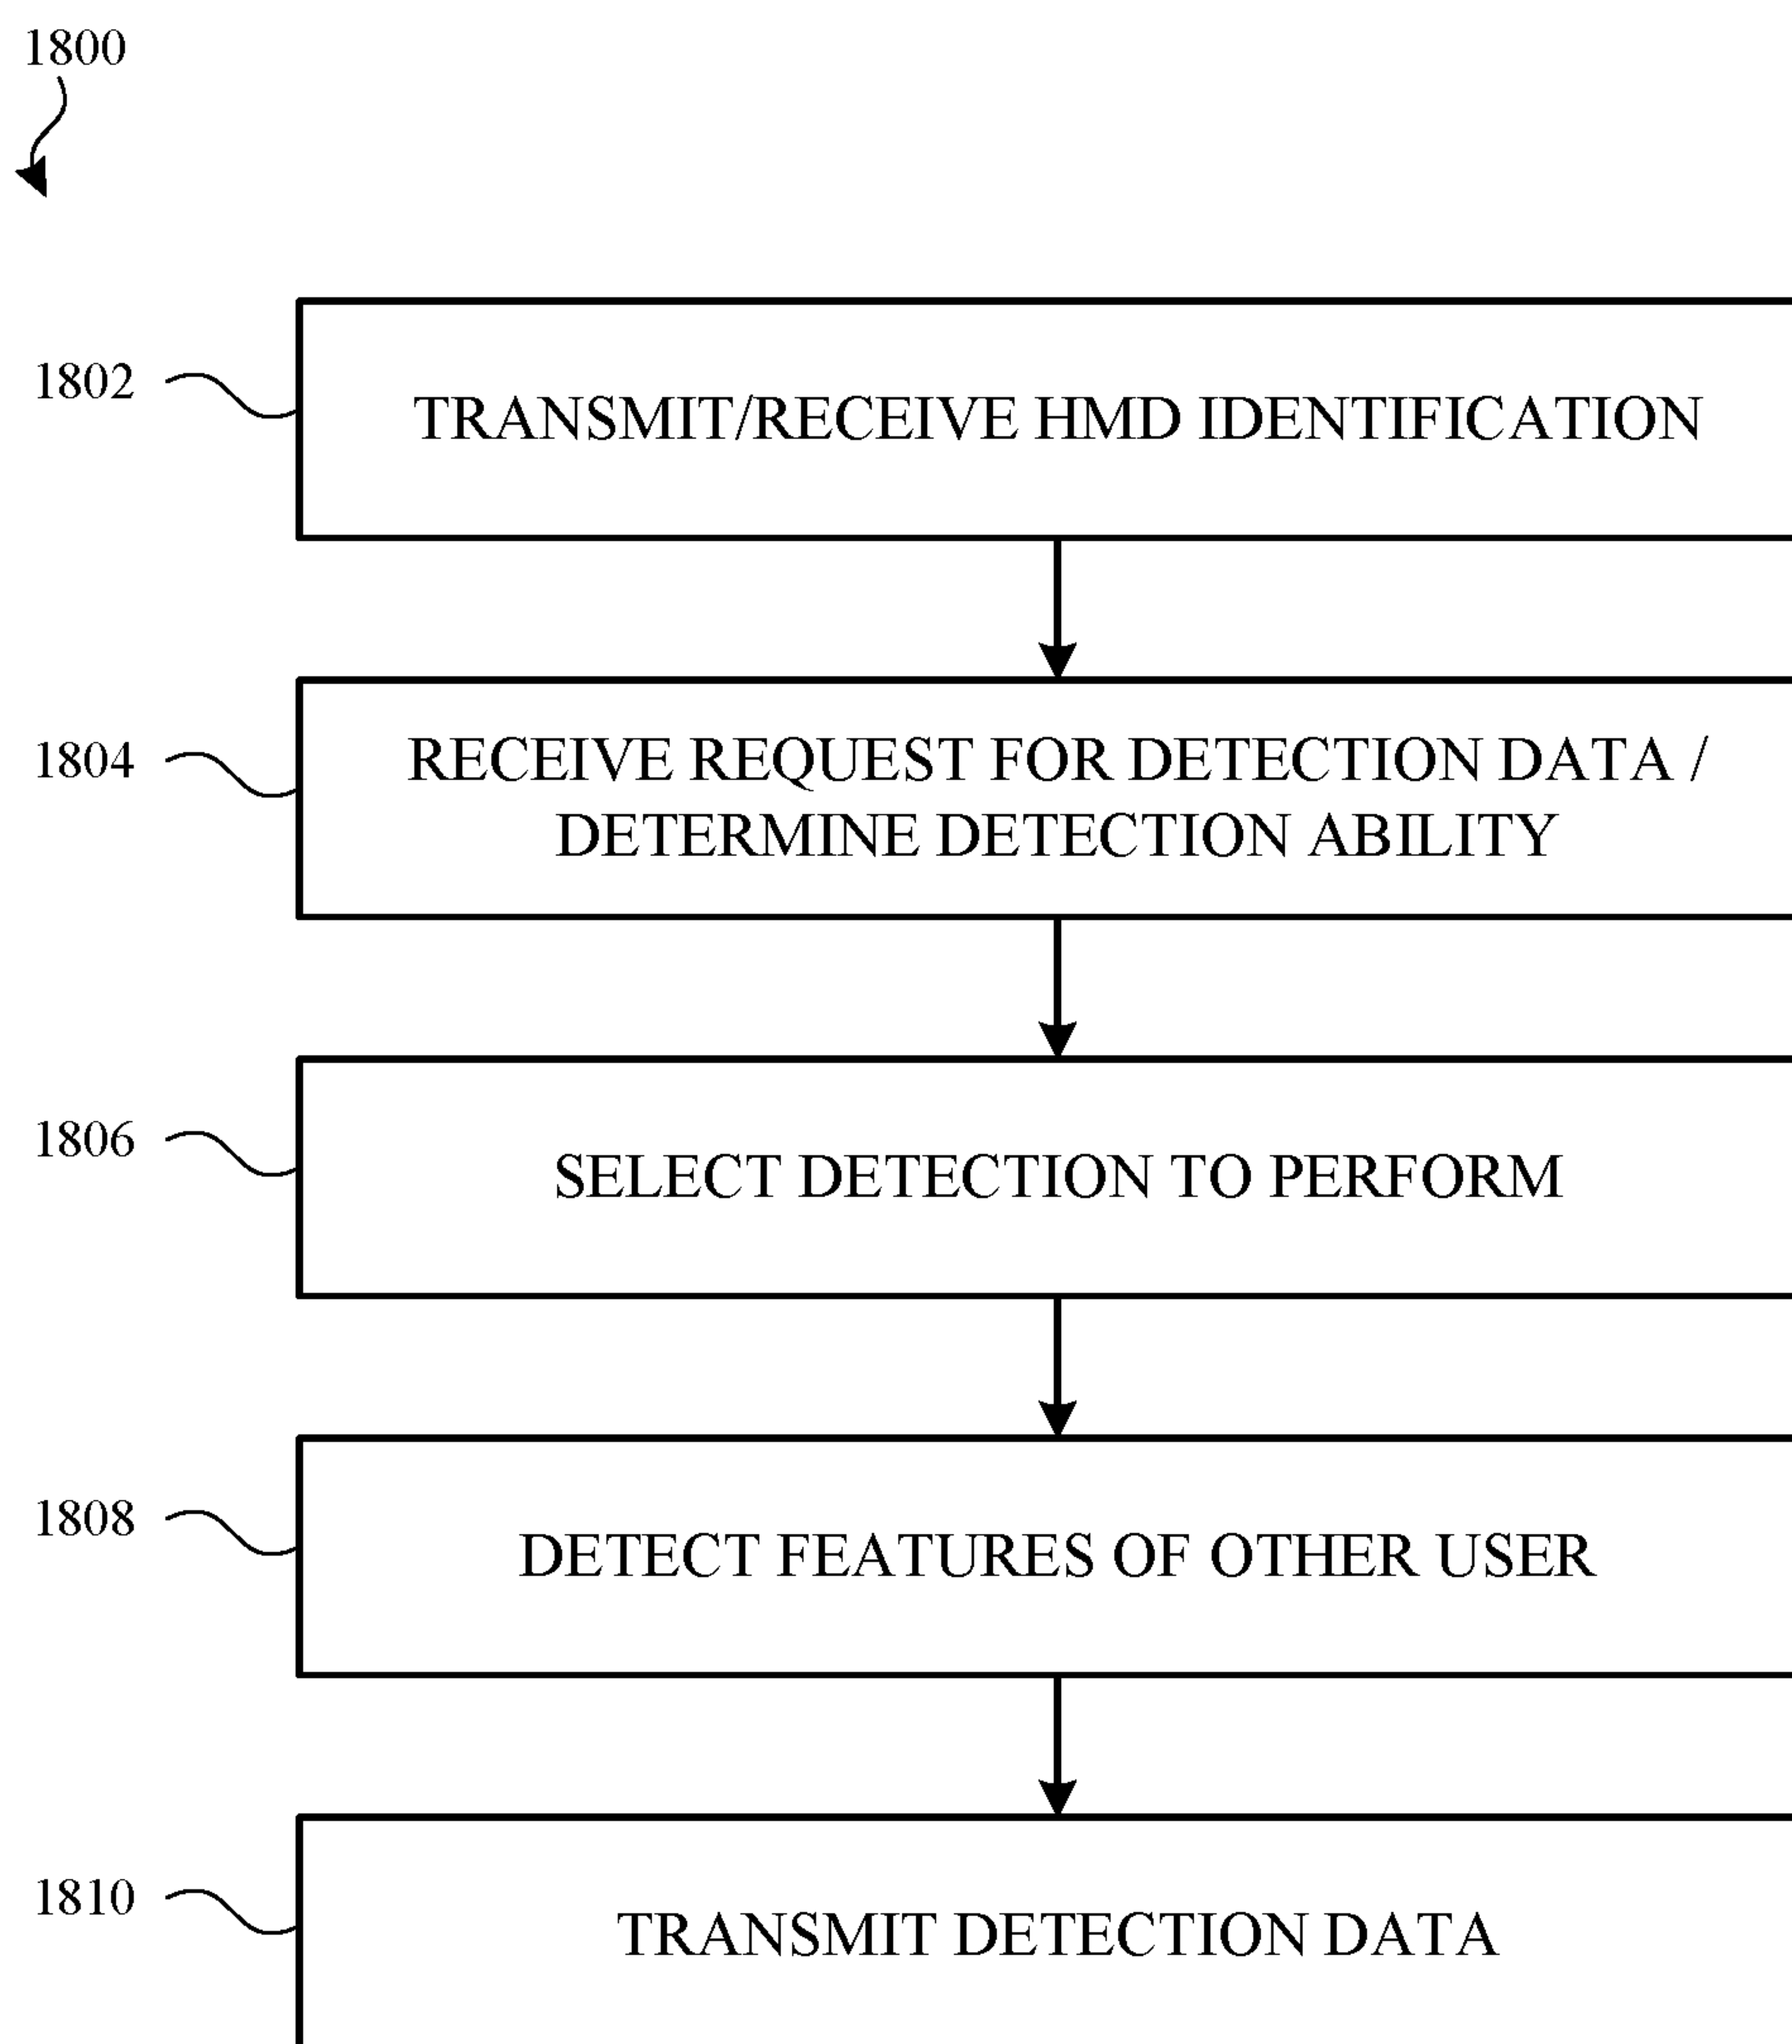 1800
1802
TRANSMIT/RECEIVE HMD IDENTIFICATION
1804
RECEIVE REQUEST FOR DETECTION DATA /
DETERMINE DETECTION ABILITY
1806
SELECT DETECTION TO PERFORM
1808
DETECT FEATURES OF OTHER USER
1810
TRANSMIT DETECTION DATA